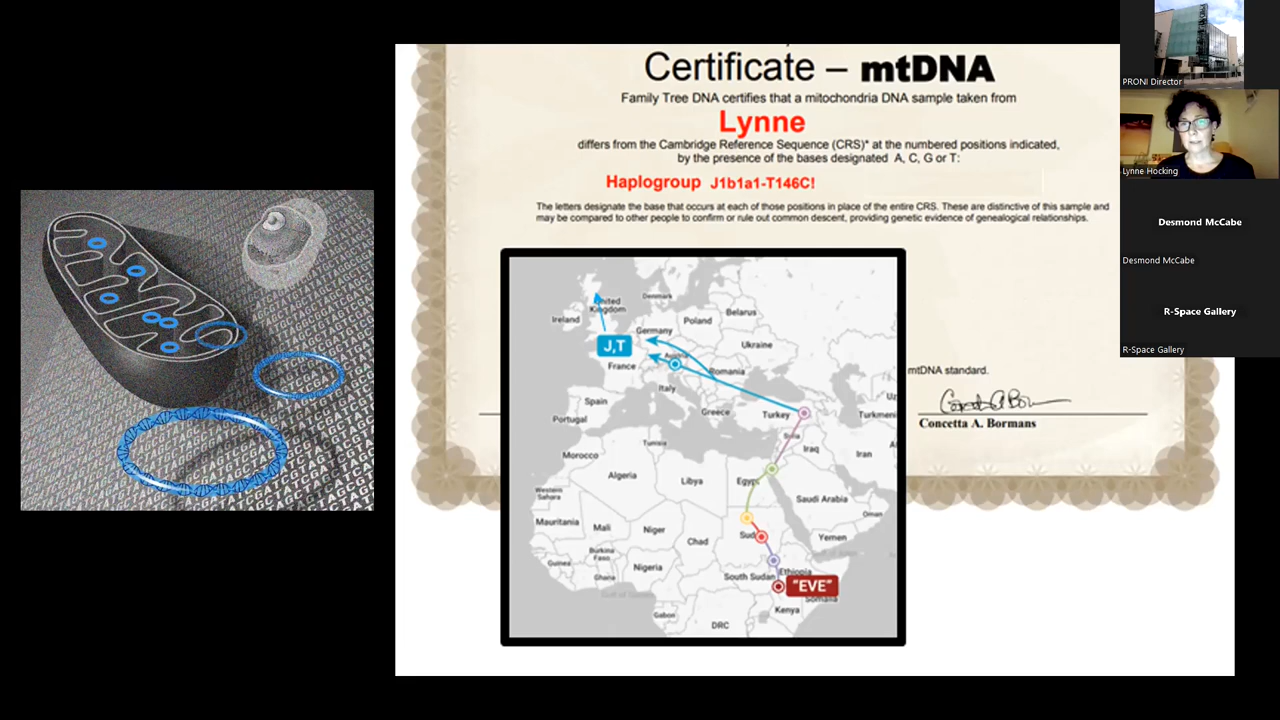 Certificate – mtDNA
Family Tree DNA certifies that a mitochondria DNA sample taken from
Lynne
differs from the Cambridge Reference Sequence (CRS)* at the numbered positions indicated,
by the presence of the bases designated A, C, G or T:
Haplogroup J1b1a1-T146C!
The letters designate the base that occurs at each of those positions in place of the entire CRS. These are distinctive of this sample and
may be compared to other people to confirm or rule out common descent, providing genetic evidence of genealogical relationships.
mtDNA standard.
Concetta A. Bormans
United
Kingdom
Denmark
Ireland
Poland
Belarus
Germany
J,T
Ukraine
Austria
France
Romania
Italy
Spain
Portugal
Greece
Turkey
Turkmeni
Syria
Tunisia
Iraq
Iran
Morocco
Algeria
Libya
Egypt
Western
Sahara
Saudi Arabia
Oman
Mauritania
Mali
Niger
Chad
Sud
Yemen
Burkina
Faso
Guinea
Ghana
Nigeria
South Sudan
Ethiopia
"EVE"
Somalia
Gabon
Kenya
DRC
PRONI Director
Lynne Hocking
Desmond McCabe
Desmond McCabe
R-Space Gallery
R-Space Gallery